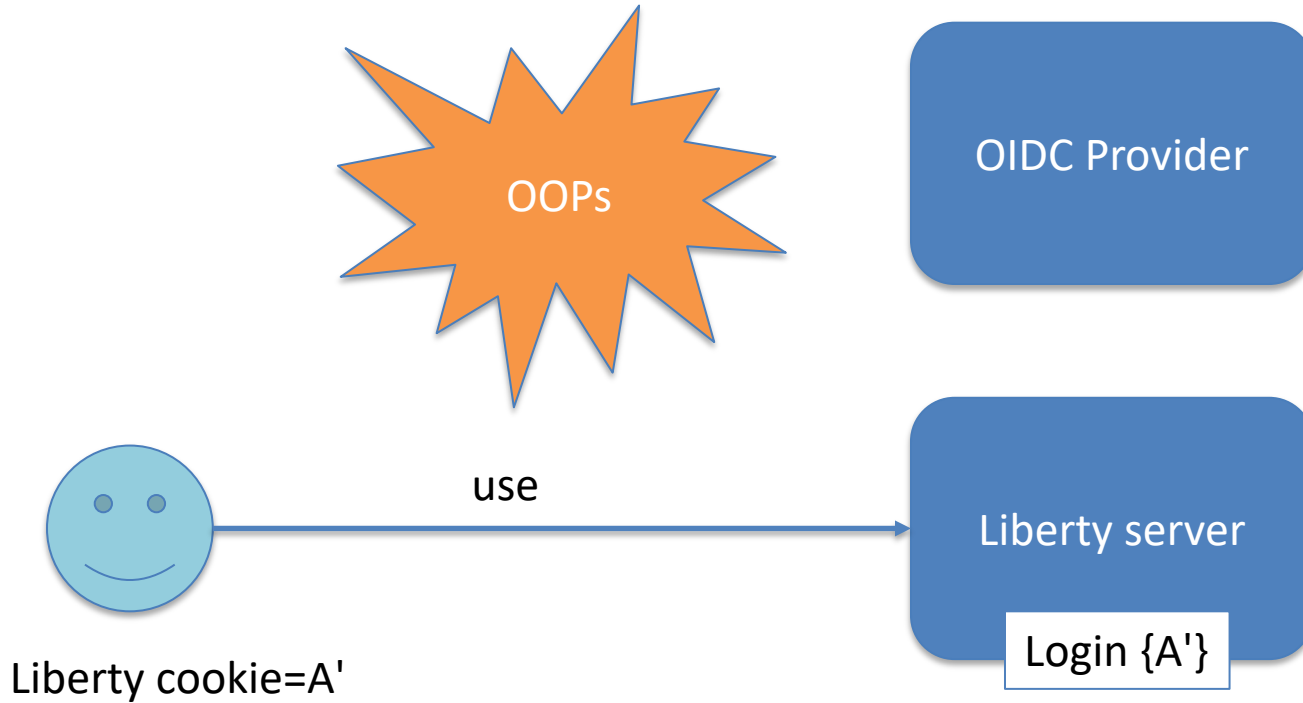 OOPs
OIDC Provider
use
Liberty server
Login {A'}
Liberty cookie=A'